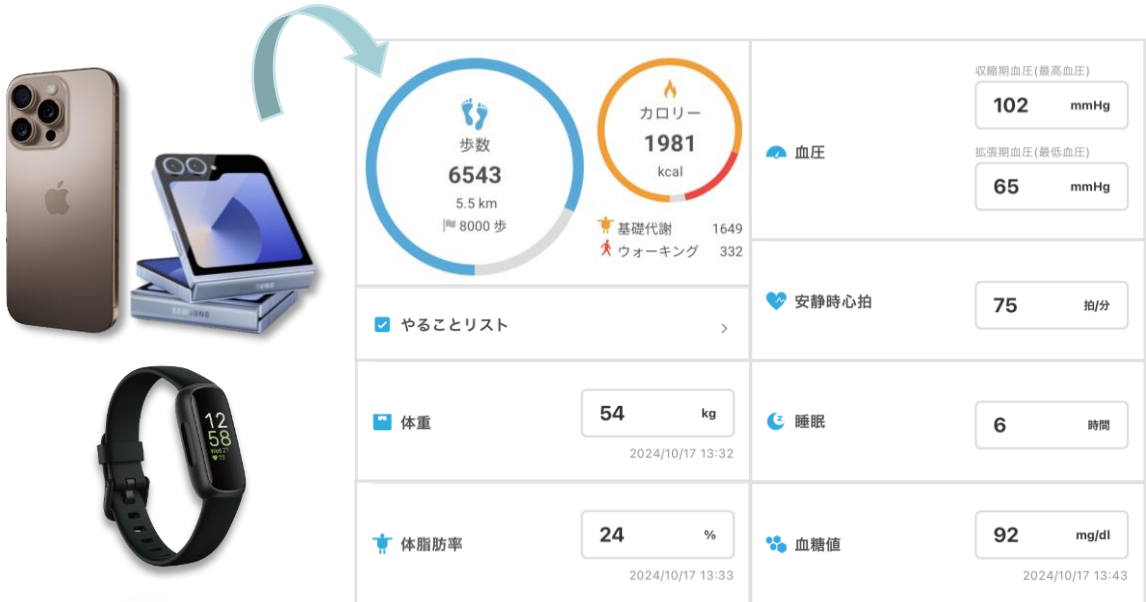 歩数
6543
5.5 km
8000 歩
カロリー
1981
kcal
基礎代謝 1649
ウォーキング 332
やることリスト
体重
54 kg
2024/10/17 13:32
体脂肪率
24 %
2024/10/17 13:33
血圧
収縮期血圧(最高血圧)
102 mmHg
拡張期血圧(最低血圧)
65 mmHg
安静時心拍
75 拍/分
睡眠
6 時間
血糖値
92 mg/dl
2024/10/17 13:43
SAMSUNG
12
58